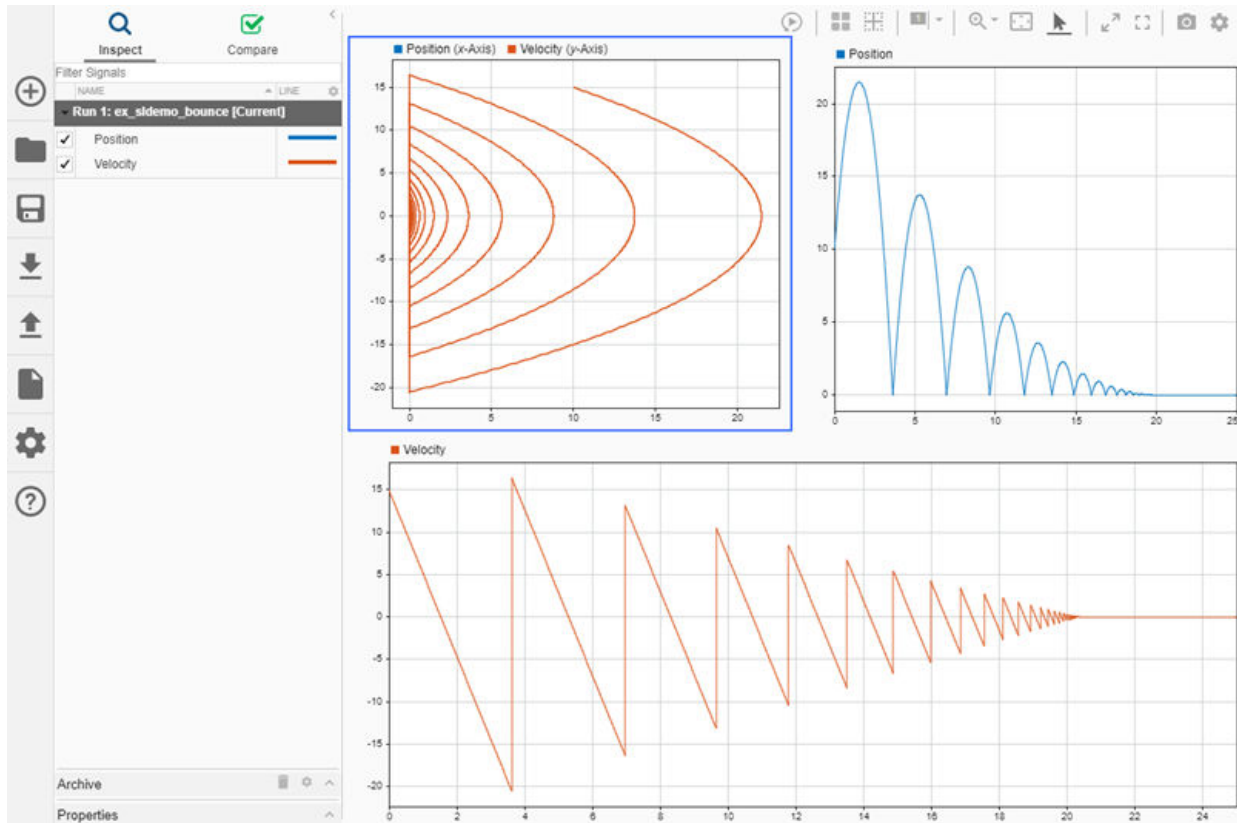 Inspect
Compare
Filter Signals
NAME LINE
Run 1: ex_sldemo_bounce [Current]
Position
Velocity
Archive
Properties
1
Position (x-Axis) Velocity (y-Axis)
15
10
5
0
-5
-10
-15
-20
0 5 10 15 20
Position
20
15
10
5
0
0 5 10 15 20 25
Velocity
15
10
5
0
-5
-10
-15
-20
0 2 4 6 8 10 12 14 16 18 20 22 24